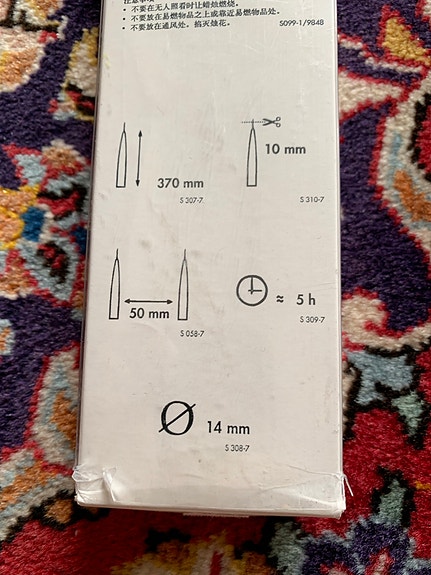 • 不要在无人照看时让蜡烛燃烧。
• 不要放在易燃物品之上或靠近易燃物品处。
• 不要放在通风处。掐灭烛花。
S099-1/9848
370 mm
S 307-7
10 mm
S 310-7
50 mm
S 058-7
≈ 5 h
S 309-7
Ø 14 mm
S 308-7